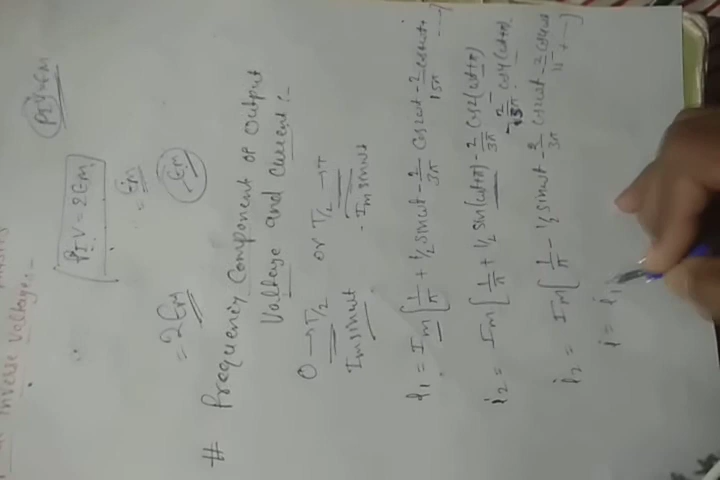 Inverse Voltage:-
PIV = 2Em
PIV = Em
= Em
-Em
= 2Em
# Frequency Component of Output
Voltage and Current :-
0 → T/2 or T/2 → T
Im sinωt . Im sinωt
i1 = Im [ 1/π + 1/2 sinωt - 2/3π cos2ωt - 2/15π cos4ωt ----]
i2 = Im [ 1/π + 1/2 sin(ωt+π) - 2/3π cos2(ωt+π)
- 2/15π cos4(ωt+π)
i2 = Im [ 1/π - 1/2 sinωt - 2/3π cos2ωt - 2/15π cos4ωt ----]
i = i1